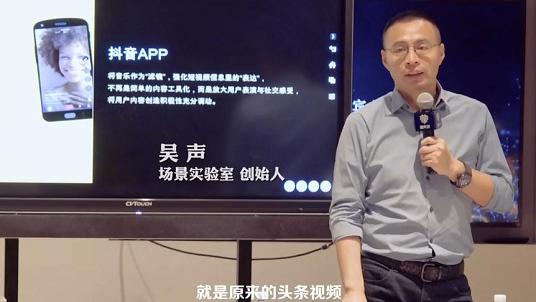 抖音APP
将音乐作为“滤镜”，强化短视频信息里的“表达”，
不再是简单的内容工具化，而是放大用户表演与社交感受，
将用户内容创造积极性充分调动。
吴声
场景实验室 创始人
CVTOUCH
就是原来的头条视频